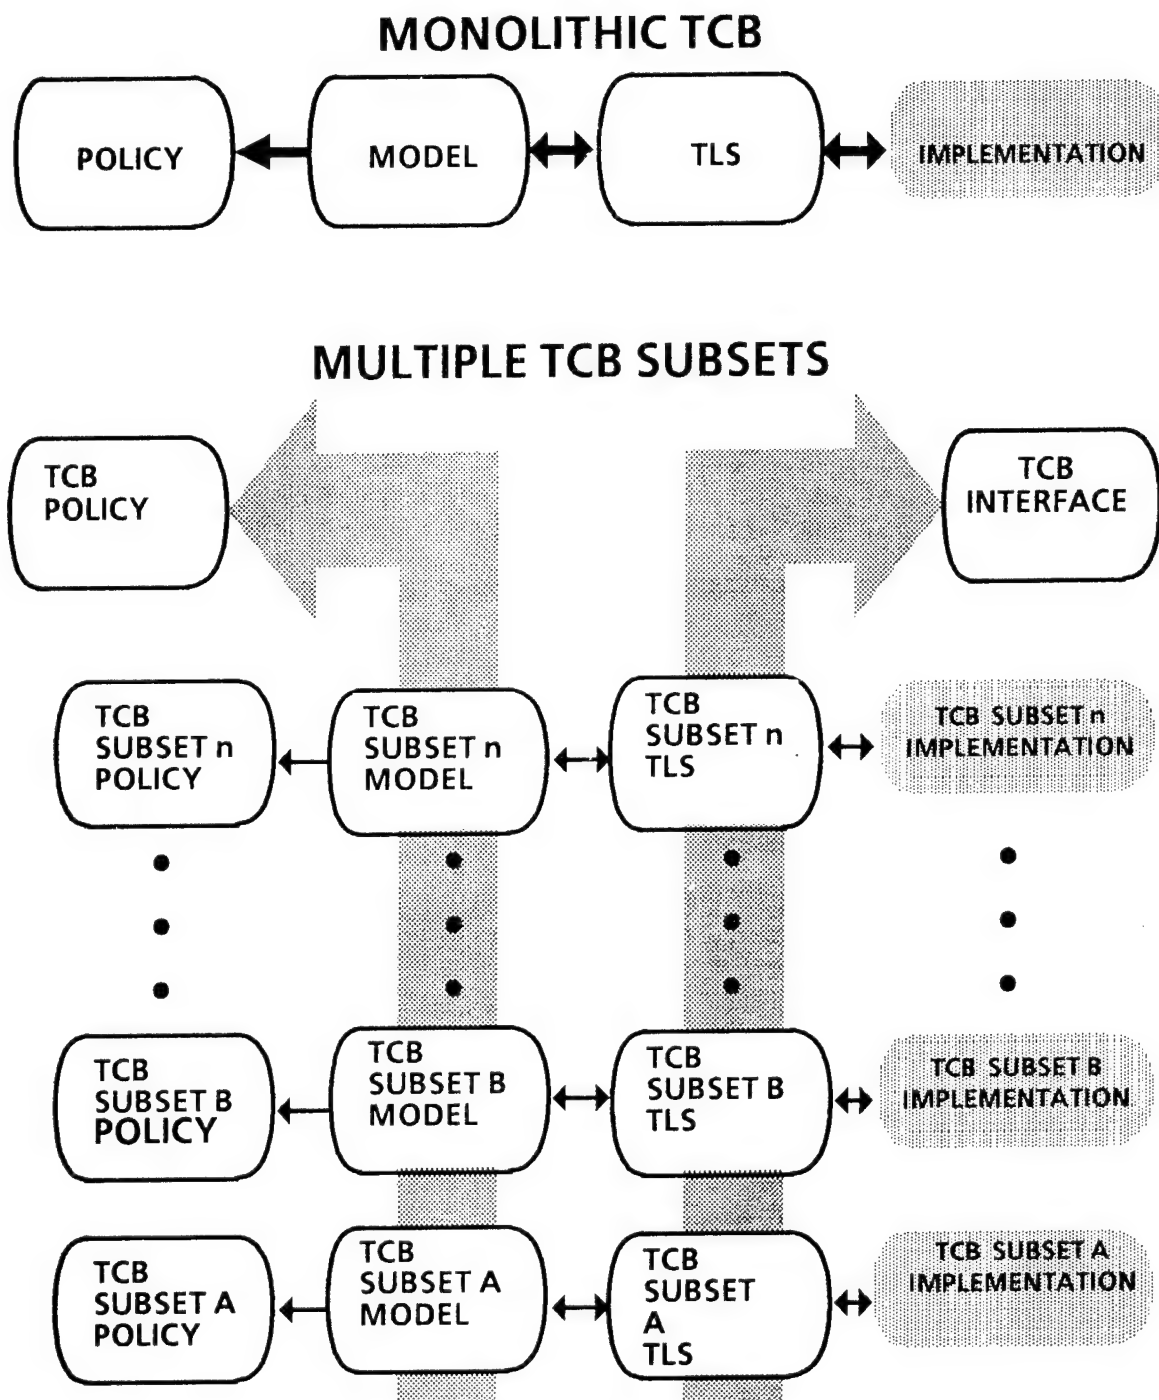 MONOLITHIC TCB
POLICY
MODEL
TLS
IMPLEMENTATION
MULTIPLE TCB SUBSETS
TCB
POLICY
TCB
INTERFACE
TCB
SUBSET n
POLICY
TCB
SUBSET n
MODEL
TCB
SUBSET n
TLS
TCB SUBSET n
IMPLEMENTATION
TCB
SUBSET B
POLICY
TCB
SUBSET B
MODEL
TCB
SUBSET B
TLS
TCB SUBSET B
IMPLEMENTATION
TCB
SUBSET A
POLICY
TCB
SUBSET A
MODEL
TCB
SUBSET
A
TLS
TCB SUBSET A
IMPLEMENTATION